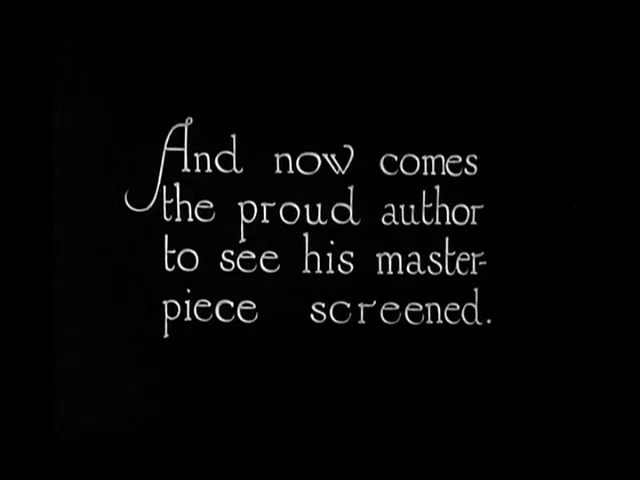 And now comes
the proud author
to see his master-
piece screened.